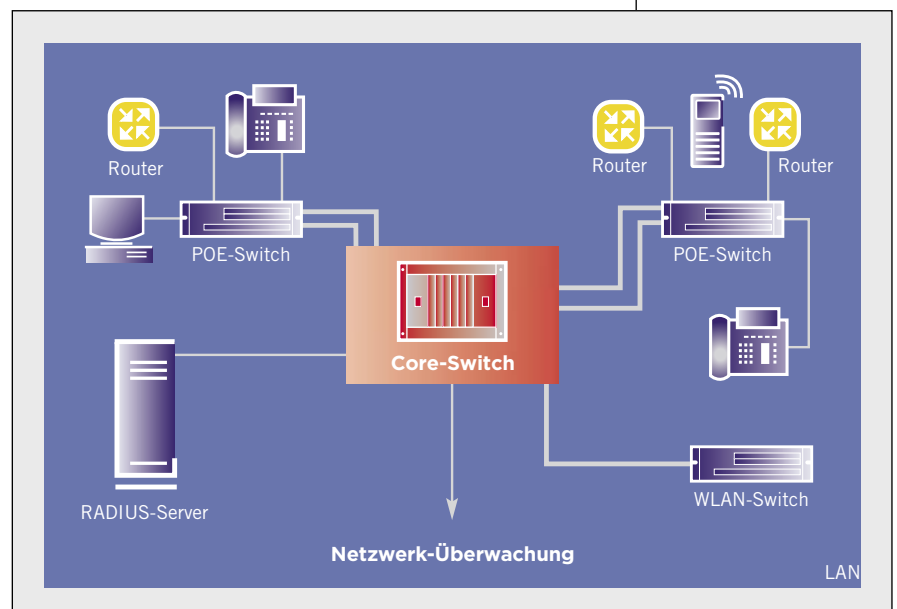 Router
Router
Router
POE-Switch
POE-Switch
Core-Switch
RADIUS-Server
WLAN-Switch
Netzwerk-Überwachung
LAN